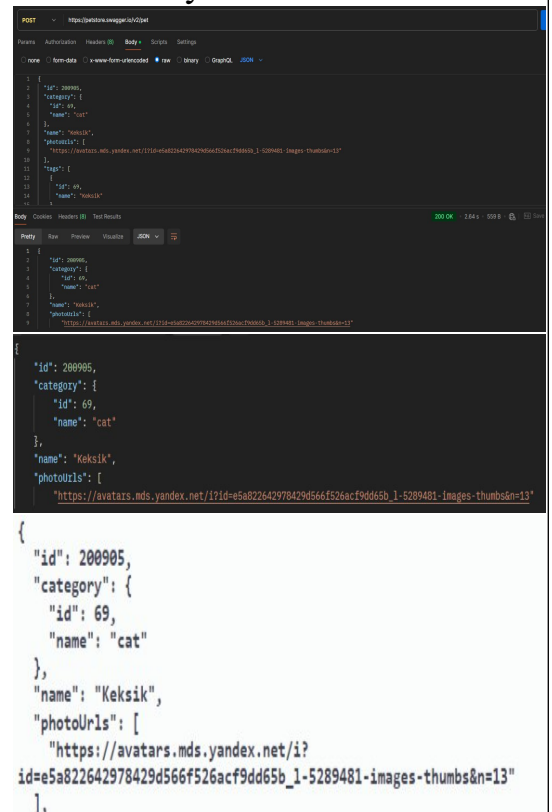 POST https://petstore.swagger.io/v2/pet
Params Authorization Headers (8) Body Scripts Settings
none form-data x-www-form-urlencoded raw binary GraphQL JSON
1 {
2 "id": 200905,
3 "category": {
4 "id": 69,
5 "name": "cat"
6 },
7 "name": "Keksik",
8 "photoUrls": [
9 "https://avatars.mds.yandex.net/i?id=e5a822642978429d566f526acf9dd65b_l-5289481-images-thumbs&n=13"
10 ],
11 "tags": [
12 {
13 "id": 69,
14 "name": "Keksik"
15 }
Body Cookies Headers (8) Test Results 200 OK 2.84 s 559 B Save
Pretty Raw Preview Visualize JSON
1 {
2 "id": 200905,
3 "category": {
4 "id": 69,
5 "name": "cat"
6 },
7 "name": "Keksik",
8 "photoUrls": [
9 "https://avatars.mds.yandex.net/i?id=e5a822642978429d566f526acf9dd65b_l-5289481-images-thumbs&n=13"
{
"id": 200905,
"category": {
"id": 69,
"name": "cat"
},
"name": "Keksik",
"photoUrls": [
"https://avatars.mds.yandex.net/i?id=e5a822642978429d566f526acf9dd65b_l-5289481-images-thumbs&n=13"
{
"id": 200905,
"category": {
"id": 69,
"name": "cat"
},
"name": "Keksik",
"photoUrls": [
"https://avatars.mds.yandex.net/i?
id=e5a822642978429d566f526acf9dd65b_l-5289481-images-thumbs&n=13"
],